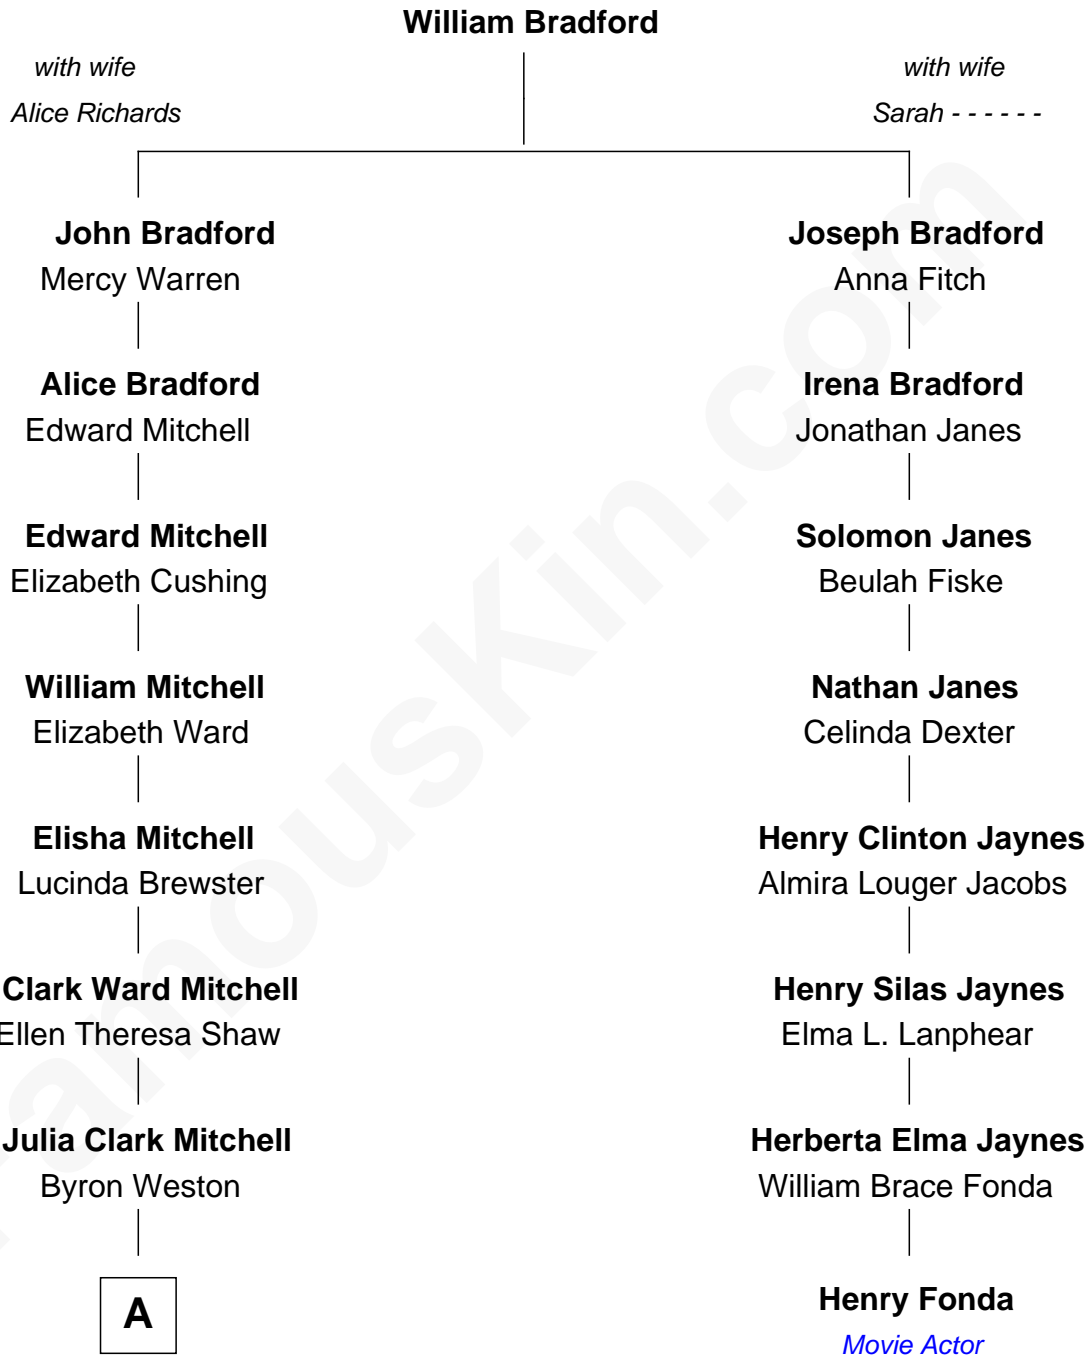 William Bradford
with wife
Alice Richards
with wife
Sarah - - - - - -
John Bradford
Mercy Warren
Joseph Bradford
Anna Fitch
Alice Bradford
Edward Mitchell
Irena Bradford
Jonathan Janes
Edward Mitchell
Elizabeth Cushing
Solomon Janes
Beulah Fiske
William Mitchell
Elizabeth Ward
Nathan Janes
Celinda Dexter
Elisha Mitchell
Lucinda Brewster
Henry Clinton Jaynes
Almira Louger Jacobs
Clark Ward Mitchell
Ellen Theresa Shaw
Henry Silas Jaynes
Elma L. Lanphear
Julia Clark Mitchell
Byron Weston
Herberta Elma Jaynes
William Brace Fonda
A
Henry Fonda
Movie Actor
FamousKin.com